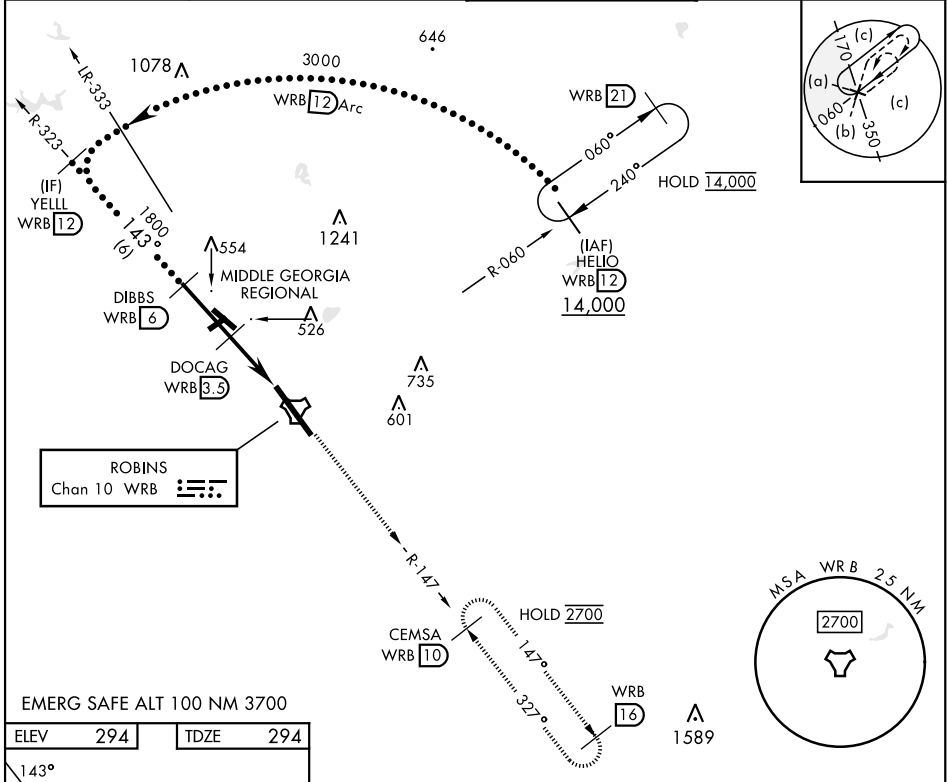 646
1078
3000
WRB 12 Arc
LR-333
R-323
(IF)
YELLL
WRB 12
1800
143°
(6)
554
1241
MIDDLE GEORGIA
REGIONAL
526
DIBBS
WRB 6
DOCAG
WRB 3.5
735
601
WRB 21
060°
240°
HOLD 14,000
R-060
(IAF)
HELIO
WRB 12
14,000
170
(c)
(a)
(c)
060
(b)
350
ROBINS
Chan 10 WRB
R-147
HOLD 2700
CEMSA
WRB 10
147°
327°
WRB
16
1589
MSA WRB 25 NM
2700
EMERG SAFE ALT 100 NM 3700
ELEV 294 TDZE 294
143°